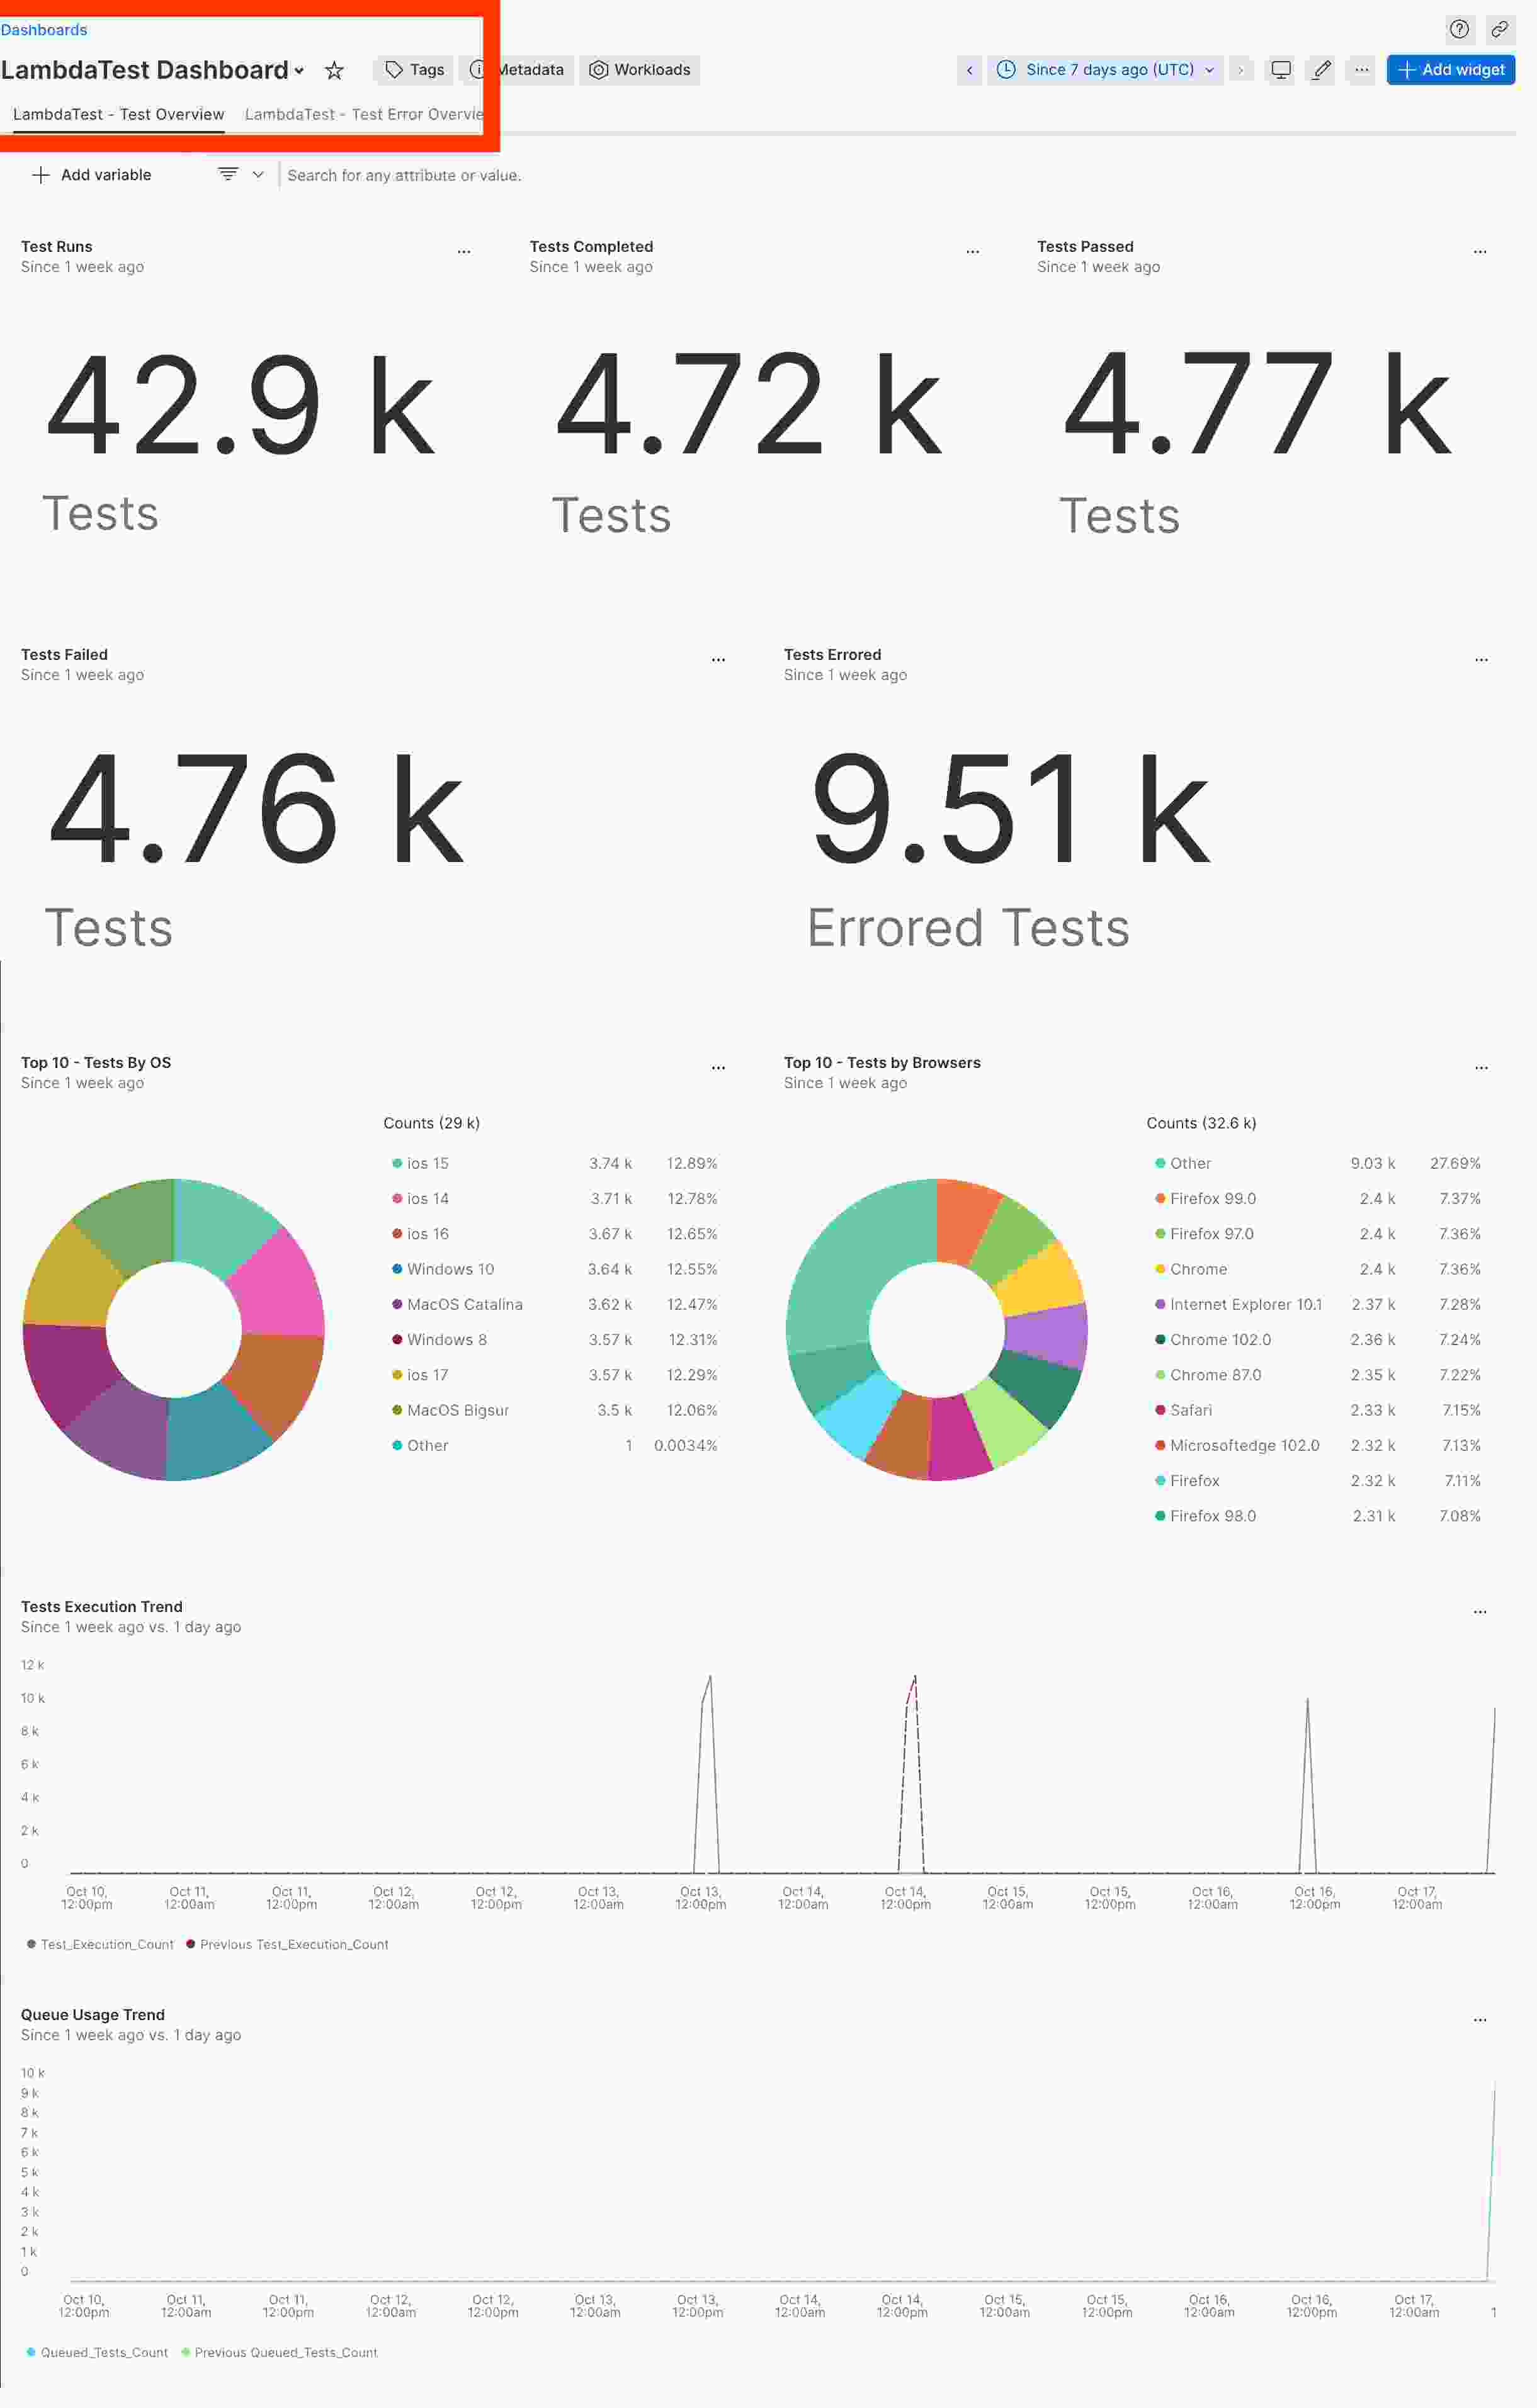 Dashboards
LambdaTest Dashboard
Tags
Metadata
Workloads
Since 7 days ago (UTC)
Add widget
LambdaTest - Test Overview
LambdaTest - Test Error Overvie
Add variable
Search for any attribute or value.
Test Runs
Since 1 week ago
42.9 k
Tests
Tests Completed
Since 1 week ago
4.72 k
Tests
Tests Passed
Since 1 week ago
4.77 k
Tests
Tests Failed
Since 1 week ago
4.76 k
Tests
Tests Errored
Since 1 week ago
9.51 k
Errored Tests
Top 10 - Tests By OS
Since 1 week ago
Counts (29 k)
ios 15 3.74 k 12.89%
ios 14 3.71 k 12.78%
ios 16 3.67 k 12.65%
Windows 10 3.64 k 12.55%
MacOS Catalina 3.62 k 12.47%
Windows 8 3.57 k 12.31%
ios 17 3.57 k 12.29%
MacOS Bigsur 3.5 k 12.06%
Other 1 0.0034%
Top 10 - Tests by Browsers
Since 1 week ago
Counts (32.6 k)
Other 9.03 k 27.69%
Firefox 99.0 2.4 k 7.37%
Firefox 97.0 2.4 k 7.36%
Chrome 2.4 k 7.36%
Internet Explorer 10.1 2.37 k 7.28%
Chrome 102.0 2.36 k 7.24%
Chrome 87.0 2.35 k 7.22%
Safari 2.33 k 7.15%
Microsoftedge 102.0 2.32 k 7.13%
Firefox 2.32 k 7.11%
Firefox 98.0 2.31 k 7.08%
Tests Execution Trend
Since 1 week ago vs. 1 day ago
12 k
10 k
8 k
6 k
4 k
2 k
0
Oct 10, Oct 11, Oct 11, Oct 12, Oct 12, Oct 13, Oct 13, Oct 14, Oct 14, Oct 15, Oct 15, Oct 16, Oct 16, Oct 17,
12:00pm 12:00am 12:00pm 12:00am 12:00pm 12:00am 12:00pm 12:00am 12:00pm 12:00am 12:00pm 12:00am 12:00pm 12:00am
Test_Execution_Count Previous Test_Execution_Count
Queue Usage Trend
Since 1 week ago vs. 1 day ago
10 k
9 k
8 k
7 k
6 k
5 k
4 k
3 k
2 k
1 k
0
Oct 10, Oct 11, Oct 11, Oct 12, Oct 12, Oct 13, Oct 13, Oct 14, Oct 14, Oct 15, Oct 15, Oct 16, Oct 16, Oct 17,
12:00pm 12:00am 12:00pm 12:00am 12:00pm 12:00am 12:00pm 12:00am 12:00pm 12:00am 12:00pm 12:00am 12:00pm 12:00am 1
Queued_Tests_Count Previous Queued_Tests_Count